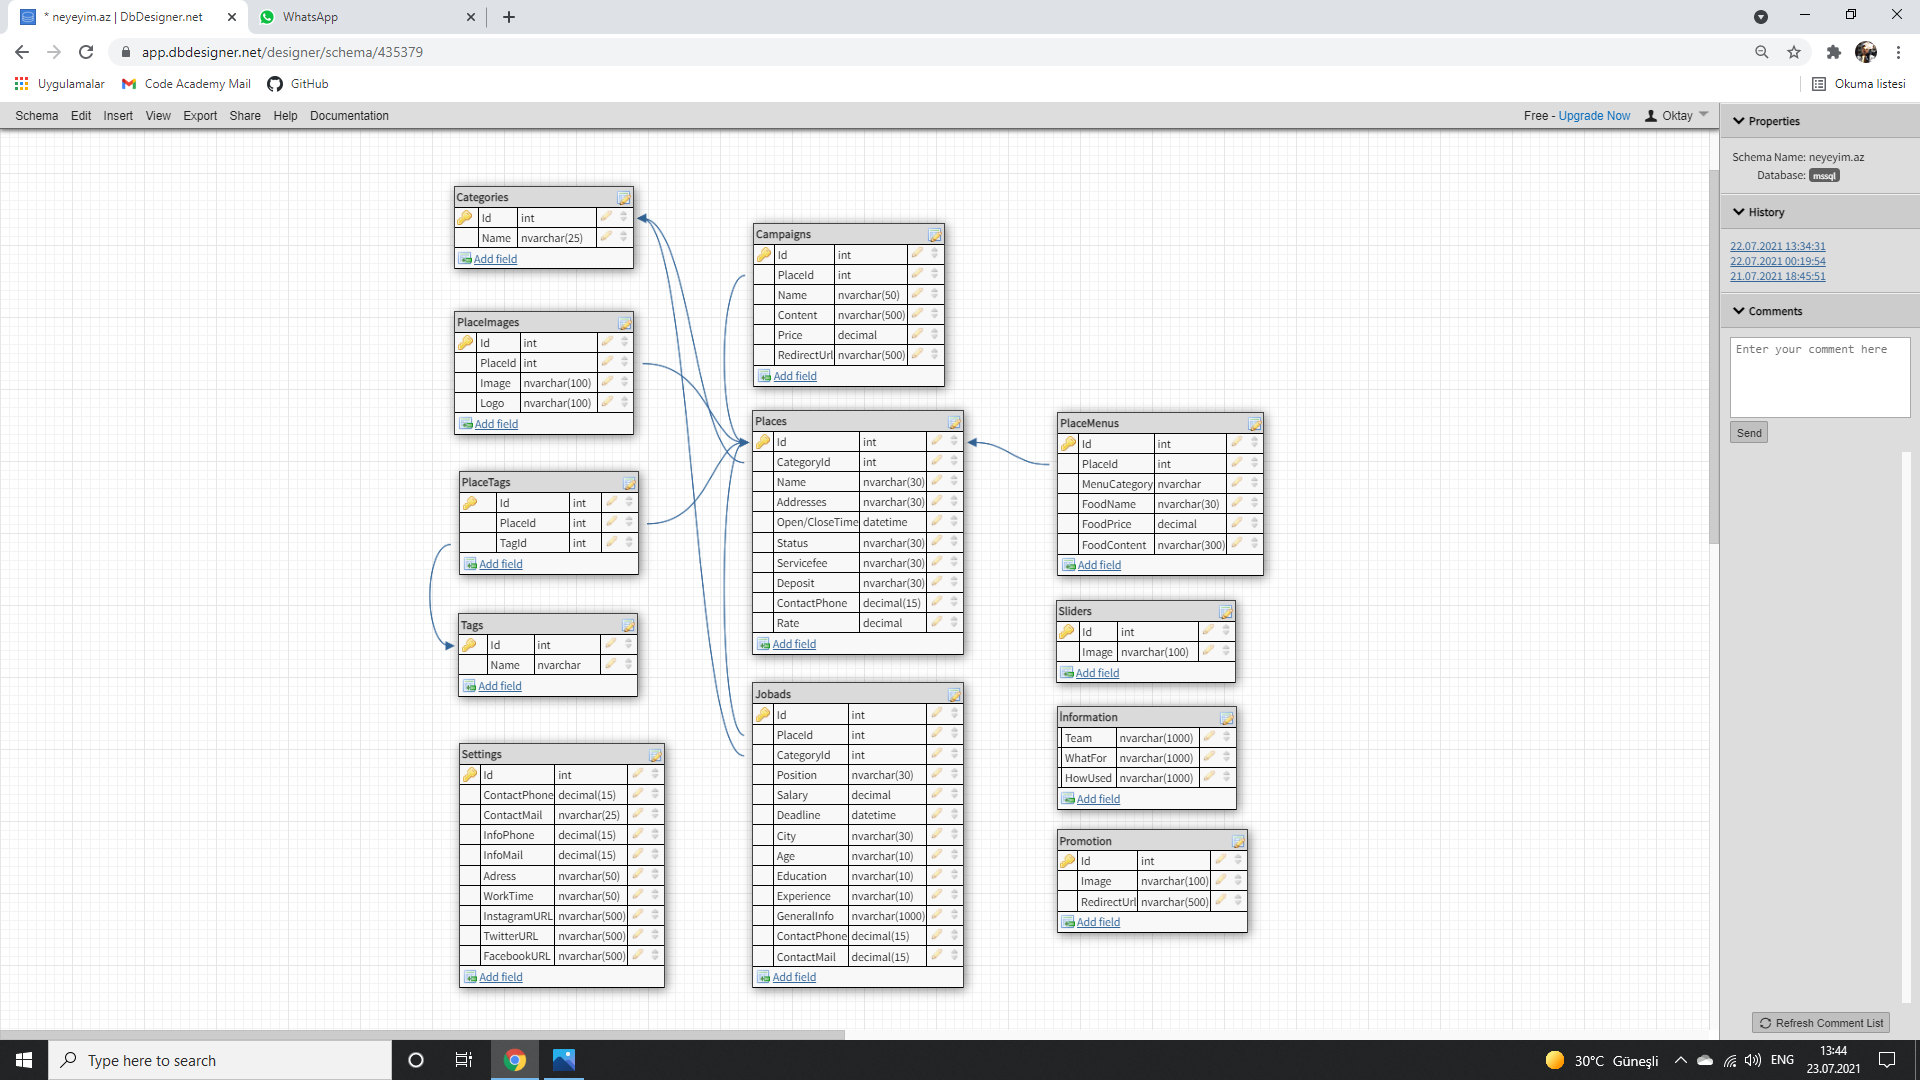 * neyeyim.az | DbDesigner.net
WhatsApp
app.dbdesigner.net/designer/schema/435379
Uygulamalar
Code Academy Mail
GitHub
Okuma listesi
Schema Edit Insert View Export Share Help Documentation
Free - Upgrade Now
Oktay
Categories
Id int
Name nvarchar(25)
Add field
PlaceImages
Id int
PlaceId int
Image nvarchar(100)
Logo nvarchar(100)
Add field
PlaceTags
Id int
PlaceId int
TagId int
Add field
Tags
Id int
Name nvarchar
Add field
Settings
Id int
ContactPhone decimal(15)
ContactMail nvarchar(25)
InfoPhone decimal(15)
InfoMail decimal(15)
Adress nvarchar(50)
WorkTime nvarchar(50)
InstagramURL nvarchar(500)
TwitterURL nvarchar(500)
FacebookURL nvarchar(500)
Add field
Campaigns
Id int
PlaceId int
Name nvarchar(50)
Content nvarchar(500)
Price decimal
RedirectUrl nvarchar(500)
Add field
Places
Id int
CategoryId int
Name nvarchar(30)
Addresses nvarchar(30)
Open/CloseTime datetime
Status nvarchar(30)
Servicefee nvarchar(30)
Deposit nvarchar(30)
ContactPhone decimal(15)
Rate decimal
Add field
Jobads
Id int
PlaceId int
CategoryId int
Position nvarchar(30)
Salary decimal
Deadline datetime
City nvarchar(30)
Age nvarchar(10)
Education nvarchar(10)
Experience nvarchar(10)
GeneralInfo nvarchar(1000)
ContactPhone decimal(15)
ContactMail decimal(15)
Add field
PlaceMenus
Id int
PlaceId int
MenuCategory nvarchar
FoodName nvarchar(30)
FoodPrice decimal
FoodContent nvarchar(300)
Add field
Sliders
Id int
Image nvarchar(100)
Add field
İnformation
Team nvarchar(1000)
WhatFor nvarchar(1000)
HowUsed nvarchar(1000)
Add field
Promotion
Id int
Image nvarchar(100)
RedirectUrl nvarchar(500)
Add field
Properties
Schema Name: neyeyim.az
Database: mssql
History
22.07.2021 13:34:31
22.07.2021 00:19:54
21.07.2021 18:45:51
Comments
Enter your comment here
Send
Refresh Comment List
Type here to search
30°C Güneşli
ENG
13:44
23.07.2021